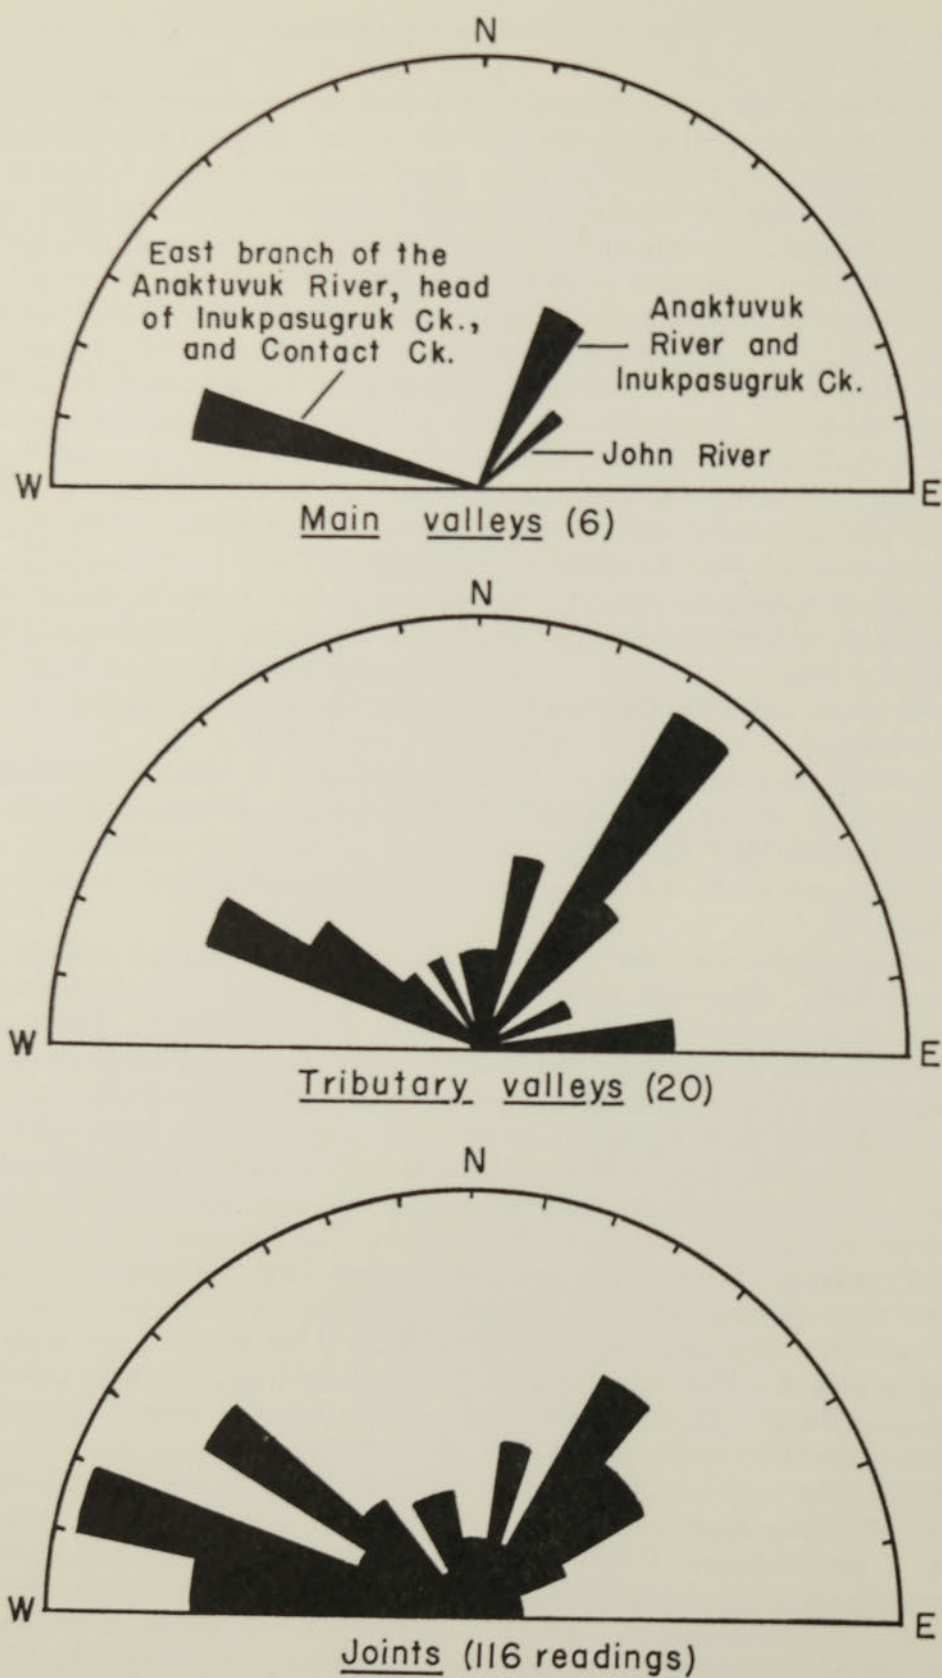 N
East branch of the
Anaktuvuk River, head
of Inukpasugruk Ck.,
and Contact Ck.
Anaktuvuk
River and
Inukpasugruk Ck.
John River
W
E
Main valleys (6)
N
W
E
Tributary valleys (20)
N
W
E
Joints (116 readings)